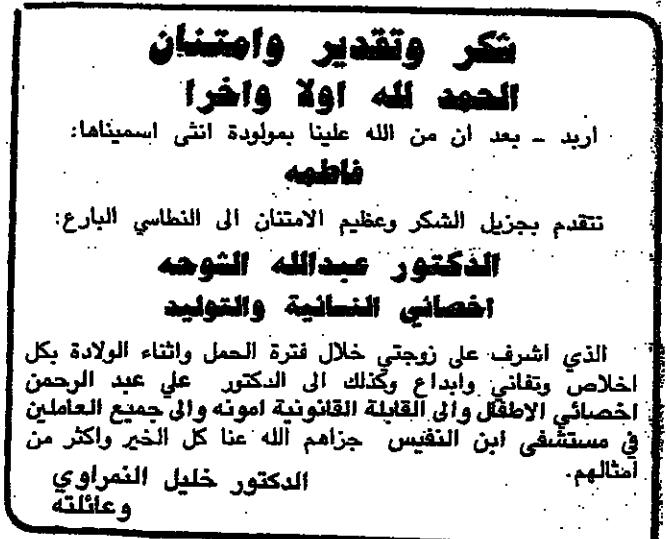 شكر وتقدير وامتنان
الحمد لله اولا واخرا
اربد - بعد ان من الله علينا بمولودة انثى اسميناها:
فاطمه
نتقدم بجزيل الشكر وعظيم الامتنان الى النطاسي البارع:
الدكتور عبدالله الشوحه
اخصائي النسائية والتوليد
الذي اشرف على زوجتي خلال فترة الحمل واثناء الولادة بكل
اخلاص وتفاني وابداع وكذلك الى الدكتور علي عبد الرحمن
اخصائي الاطفال والى القابلة القانونية امونه والى جميع العاملين
في مستشفى ابن النفيس جزاهم الله عنا كل الخير واكثر من
امثالهم.
الدكتور خليل النمراوي
وعائلته